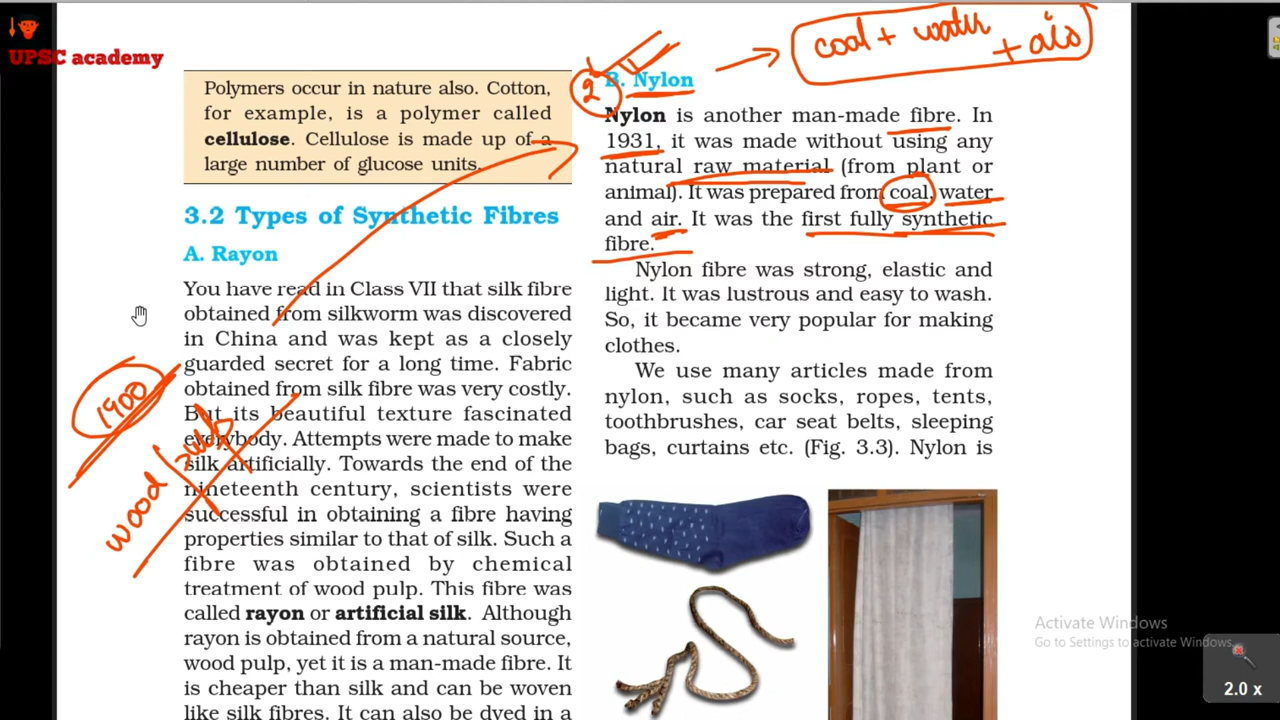 UPSC academy
Polymers occur in nature also. Cotton,
for example, is a polymer called
cellulose. Cellulose is made up of a
large number of glucose units.
3.2 Types of Synthetic Fibres
A. Rayon
You have read in Class VII that silk fibre
obtained from silkworm was discovered
in China and was kept as a closely
guarded secret for a long time. Fabric
obtained from silk fibre was very costly.
But its beautiful texture fascinated
everybody. Attempts were made to make
silk artificially. Towards the end of the
nineteenth century, scientists were
successful in obtaining a fibre having
properties similar to that of silk. Such a
fibre was obtained by chemical
treatment of wood pulp. This fibre was
called rayon or artificial silk. Although
rayon is obtained from a natural source,
wood pulp, yet it is a man-made fibre. It
is cheaper than silk and can be woven
like silk fibres. It can also be dyed in a
1900
wood pulp
2
B. Nylon
coal + water
+ air
Nylon is another man-made fibre. In
1931, it was made without using any
natural raw material (from plant or
animal). It was prepared from coal, water
and air. It was the first fully synthetic
fibre.
Nylon fibre was strong, elastic and
light. It was lustrous and easy to wash.
So, it became very popular for making
clothes.
We use many articles made from
nylon, such as socks, ropes, tents,
toothbrushes, car seat belts, sleeping
bags, curtains etc. (Fig. 3.3). Nylon is
Activate Windows
Go to Settings to activate Windows.
2.0 x